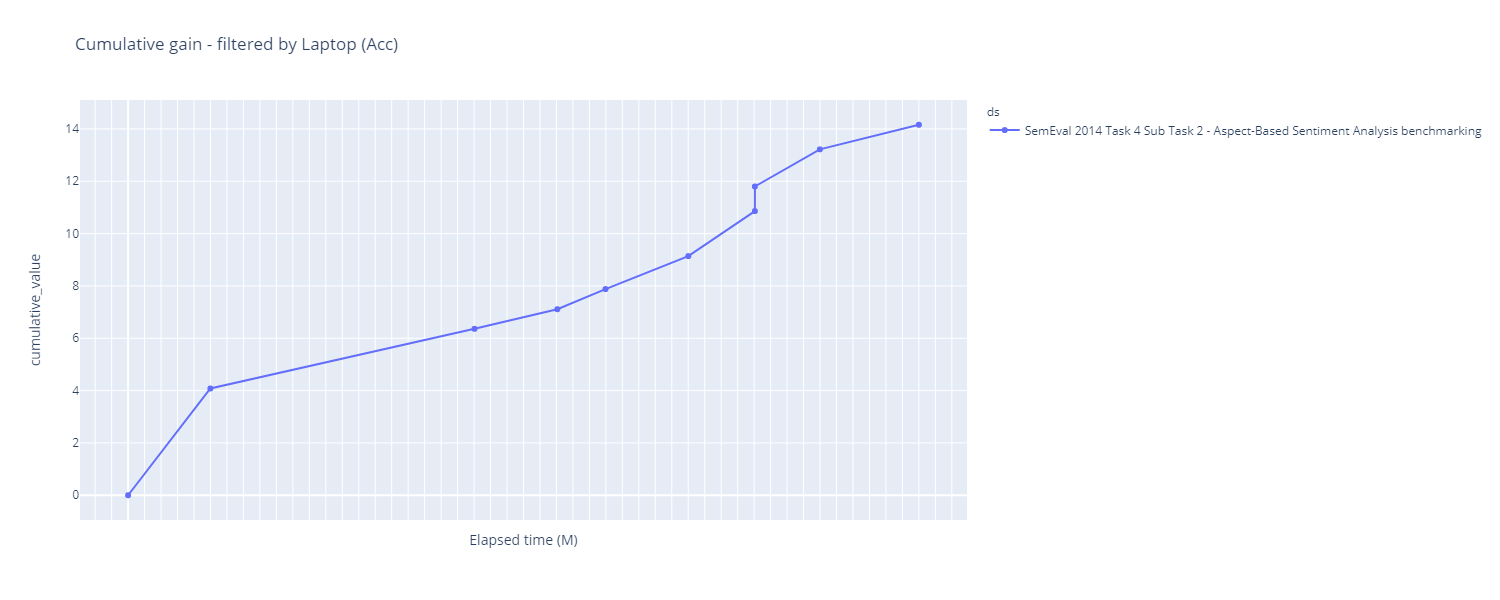 Cumulative gain - filtered by Laptop (Acc)
ds
SemEval 2014 Task 4 Sub Task 2 - Aspect-Based Sentiment Analysis benchmarking
14
12
10
8
6
4
2
0
cumulative_value
Elapsed time (M)